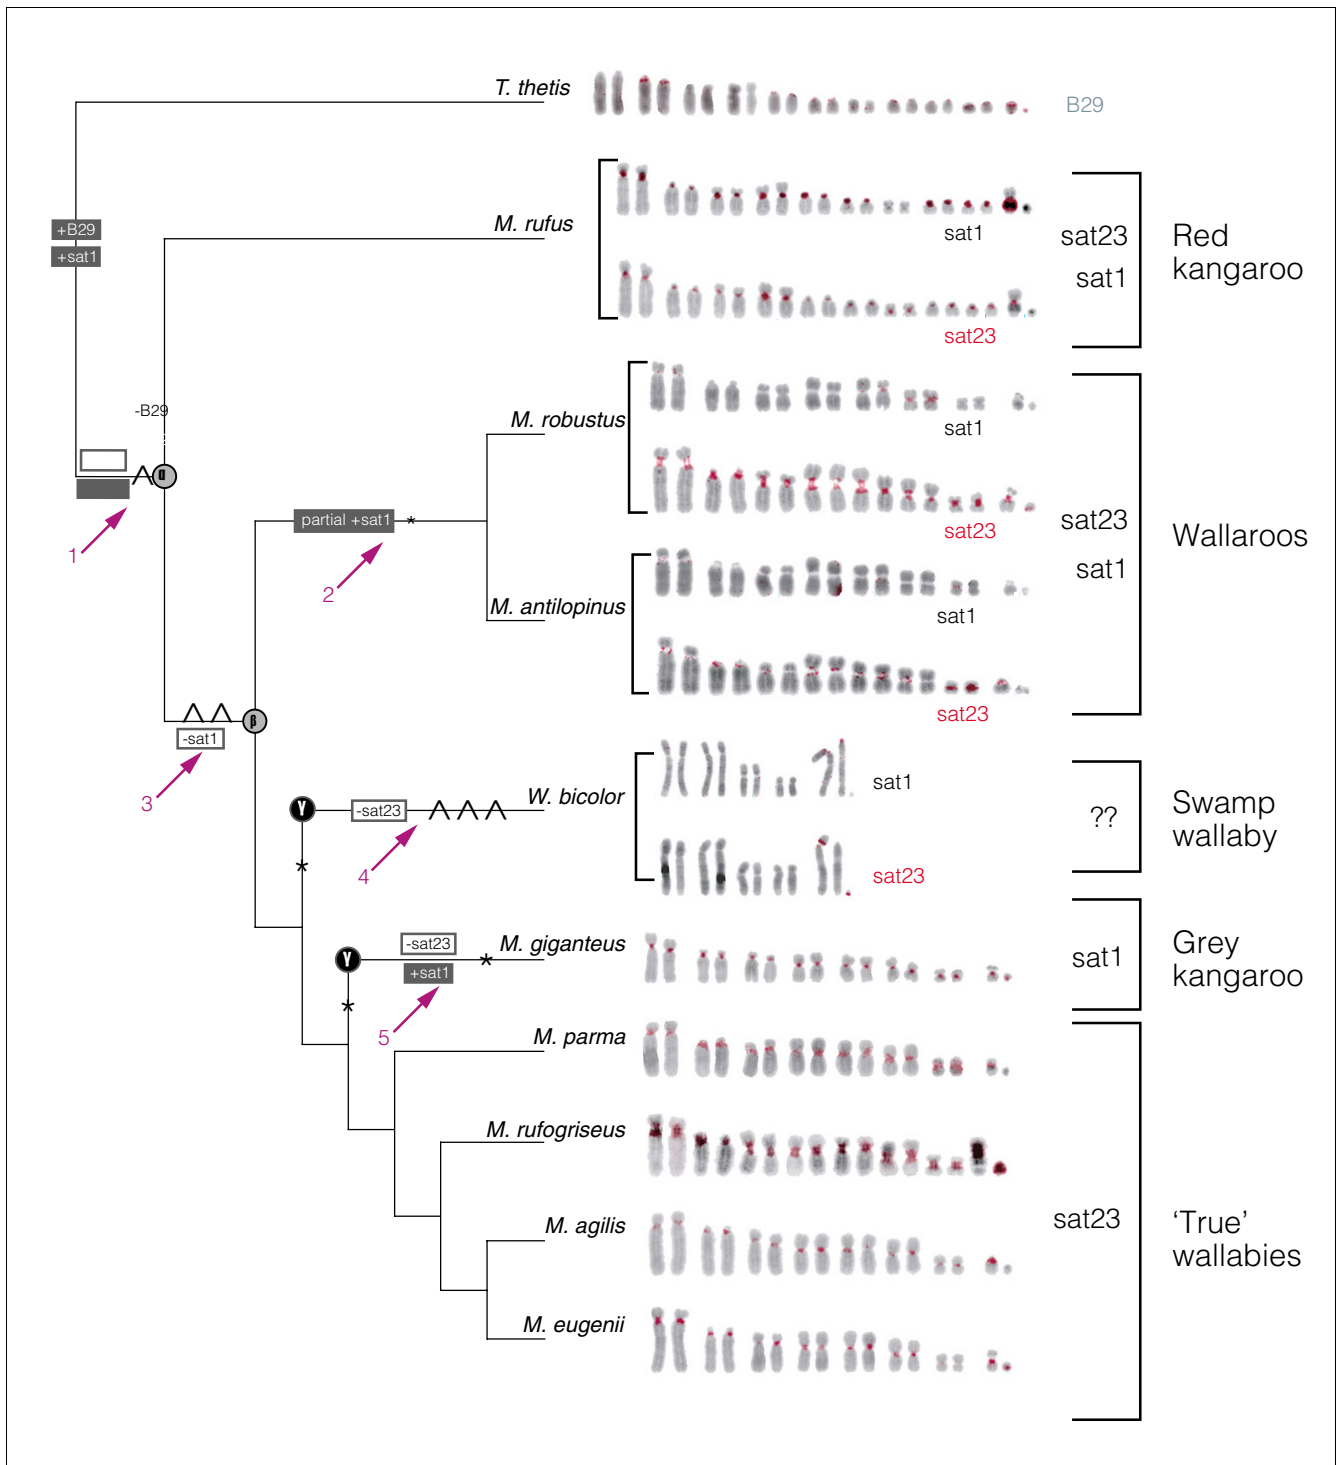 T. thetis
B29
+B29
+sat1
M. rufus
sat1
sat23
sat23
sat1
Red
kangaroo
-B29
α
1
M. robustus
sat1
sat23
partial +sat1
*
2
M. antilopinus
sat1
sat23
sat23
sat1
Wallaroos
β
-sat1
3
γ
-sat23
*
4
W. bicolor
sat1
sat23
??
Swamp
wallaby
γ
-sat23
+sat1
*
*
5
M. giganteus
sat1
Grey
kangaroo
M. parma
M. rufogriseus
M. agilis
M. eugenii
sat23
‘True’
wallabies